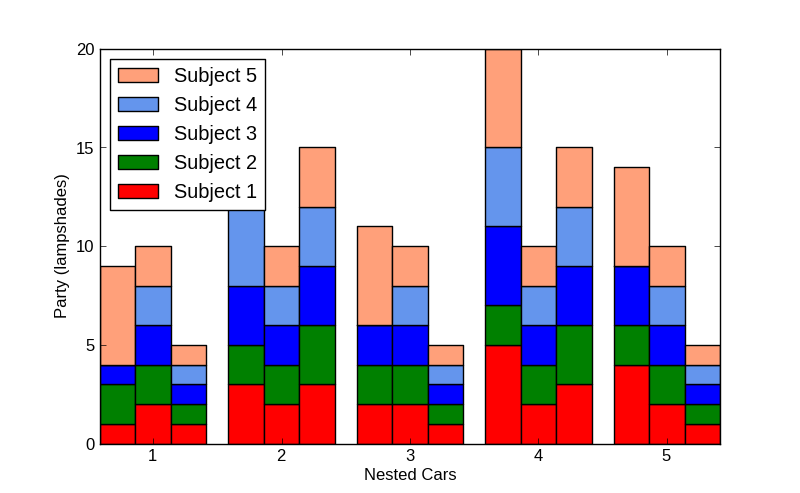 20
15
10
5
0
Subject 5
Subject 4
Subject 3
Subject 2
Subject 1
Party (lampshades)
1 2 3 4 5
Nested Cars